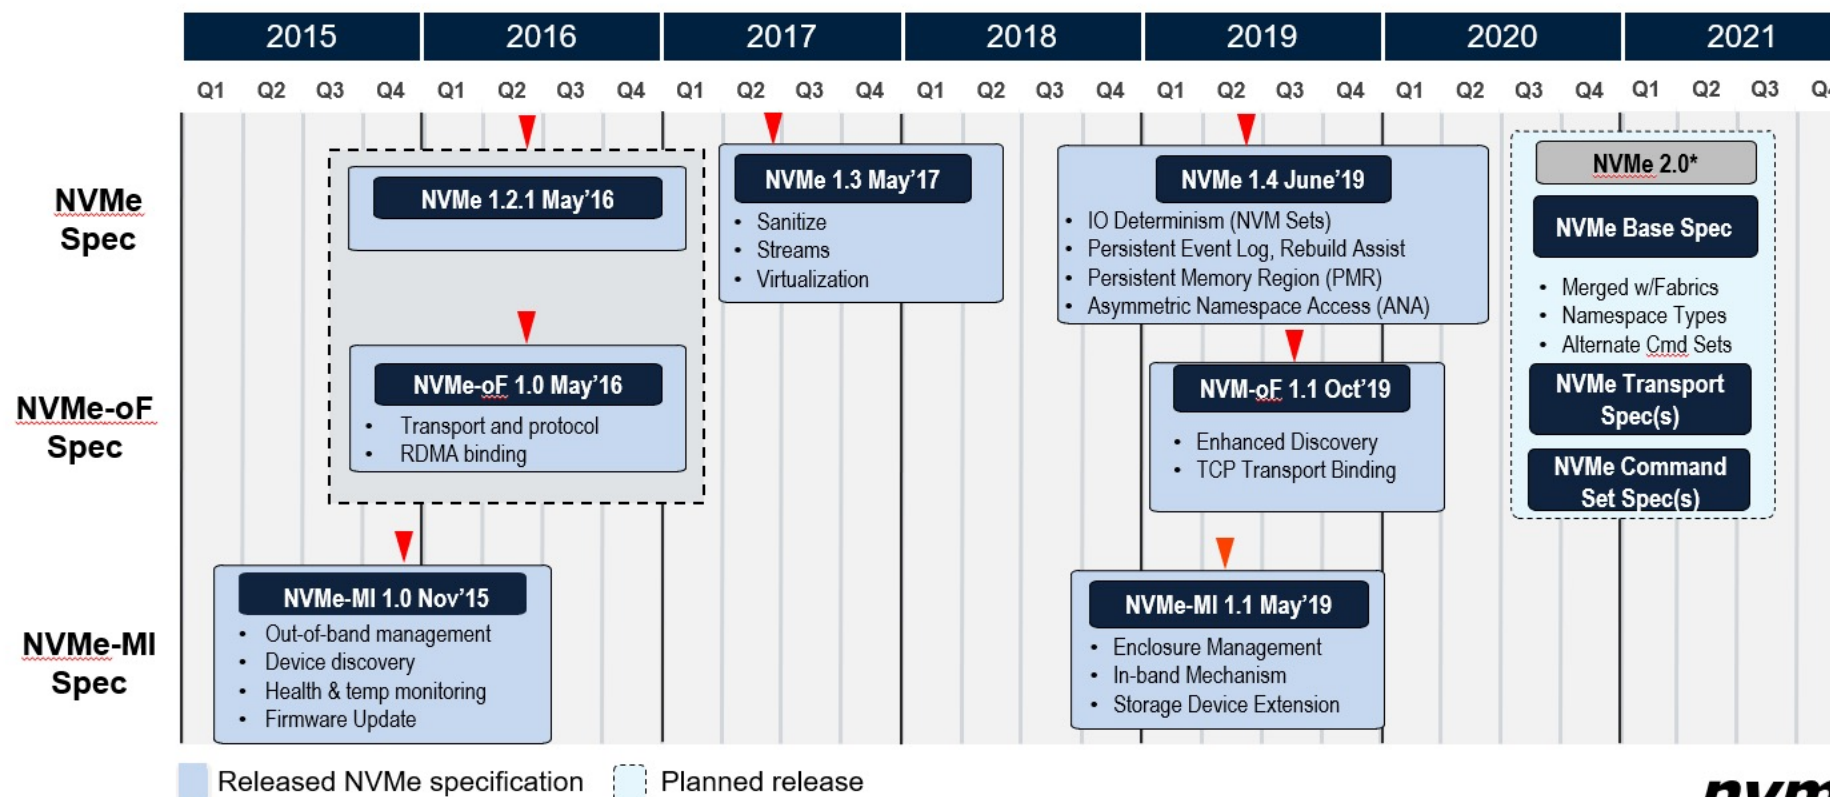 2015 2016 2017 2018 2019 2020 2021
Q1 Q2 Q3 Q4 Q1 Q2 Q3 Q4 Q1 Q2 Q3 Q4 Q1 Q2 Q3 Q4 Q1 Q2 Q3 Q4 Q1 Q2 Q3 Q4 Q1 Q2 Q3
NVMe
Spec
NVMe 1.2.1 May’16
NVMe 1.3 May’17
• Sanitize
• Streams
• Virtualization
NVMe 1.4 June’19
• IO Determism (NVM Sets)
• Persistent Event Log, Rebuild Assist
• Persistent Memory Region (PMR)
• Asymmetric Namespace Access (ANA)
NVMe 2.0*
NVMe Base Spec
• Merged w/Fabrics
• Namespace Types
• Alternate Cmd Sets
NVMe Transport
Spec(s)
NVMe Command
Set Spec(s)
NVMe-oF
Spec
NVMe-oF 1.0 May’16
• Transport and protocol
• RDMA binding
NVM-oF 1.1 Oct’19
• Enhanced Discovery
• TCP Transport Binding
NVMe-MI
Spec
NVMe-MI 1.0 Nov’15
• Out-of-band management
• Device discovery
• Health & temp monitoring
• Firmware Update
NVMe-MI 1.1 May’19
• Enclosure Management
• In-band Mechanism
• Storage Device Extension
Released NVMe specification
Planned release